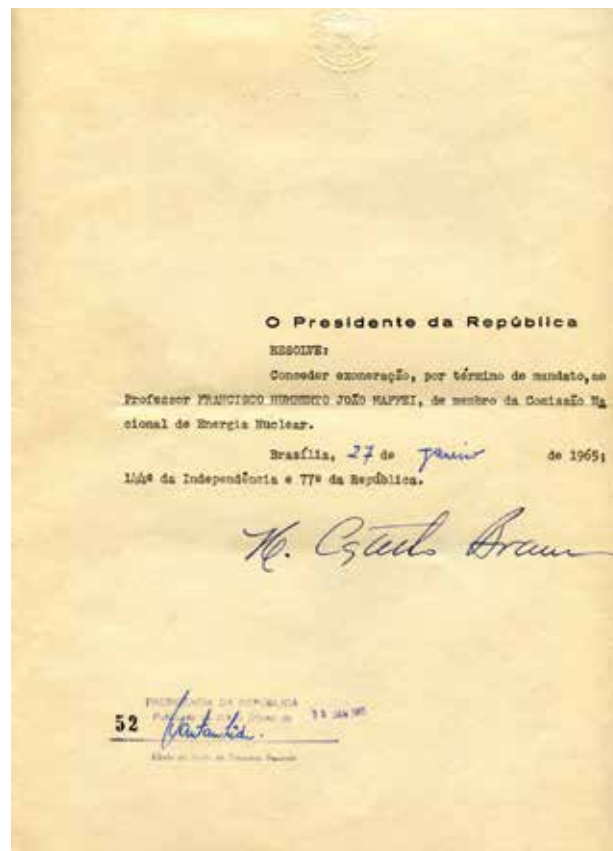 O Presidente da República
RESOLVE:
Conceder exoneração, por término de mandato, ao
Professor FRANCISCO HUMBERTO JOÃO MAFFEI, de membro da Comissão Na
cional de Energia Nuclear.
Brasília, 27 de janeiro de 1965;
144º da Independência e 77º da República.
H. Castello Branco
PRESIDÊNCIA DA REPÚBLICA
52